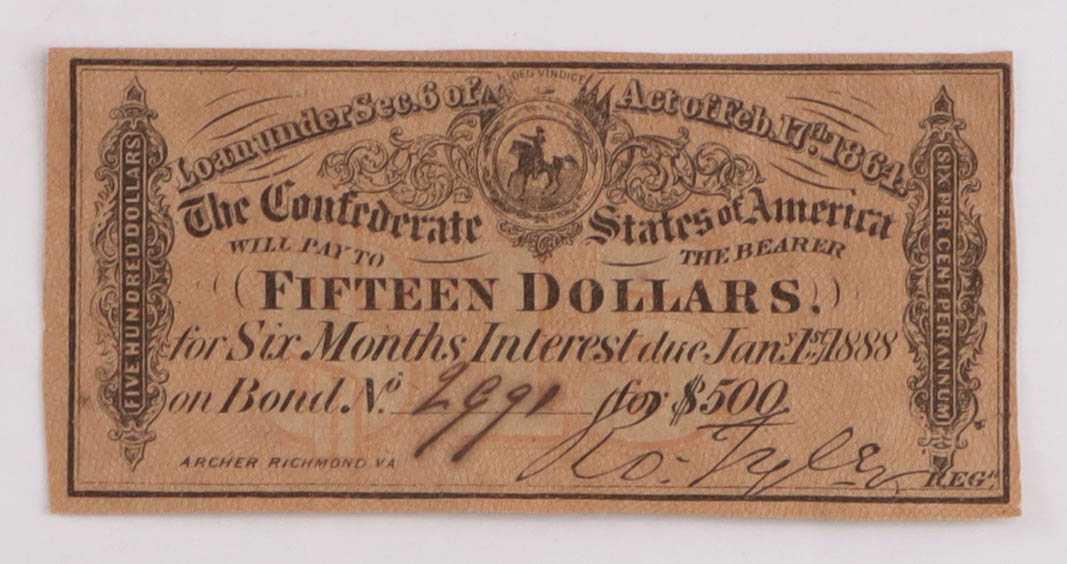 DEO VINDICE
Loan under Sec. 6 of Act of Feb. 17th. 1864.
The Confederate States of America
WILL PAY TO THE BEARER
FIFTEEN DOLLARS.
for Six Months Interest due Jany. 1st. 1888
on Bond No. 2991 for $500
Ro. Tyler
ARCHER RICHMOND VA REGR
FIVE HUNDRED DOLLARS
SIX PER CENT PER ANNUM
$15